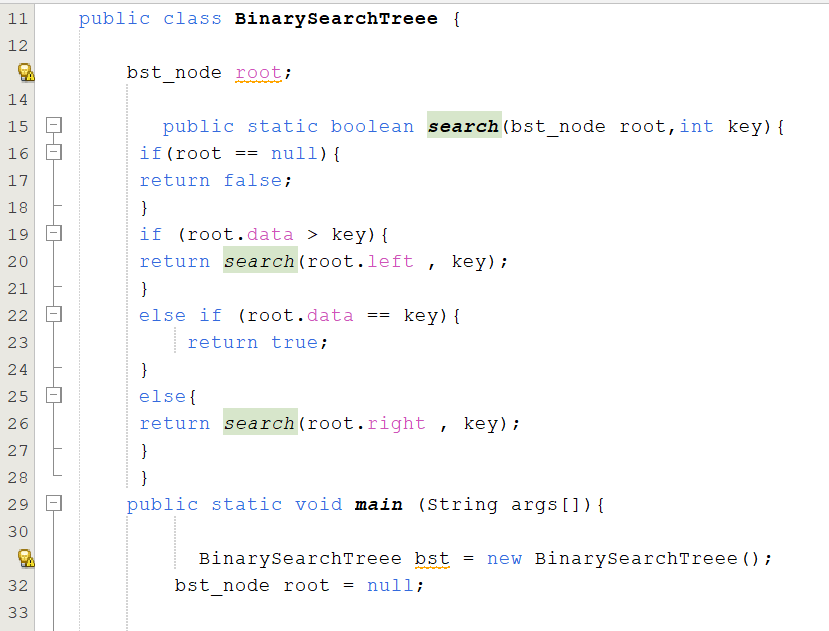 11 public class BinarySearchTreee {
12
bst_node root;
14
15 public static boolean search(bst_node root,int key){
16 if(root == null){
17 return false;
18 }
19 if (root.data > key){
20 return search(root.left , key);
21 }
22 else if (root.data == key){
23 return true;
24 }
25 else{
26 return search(root.right , key);
27 }
28 }
29 public static void main (String args[]){
30
BinarySearchTreee bst = new BinarySearchTreee();
32 bst_node root = null;
33